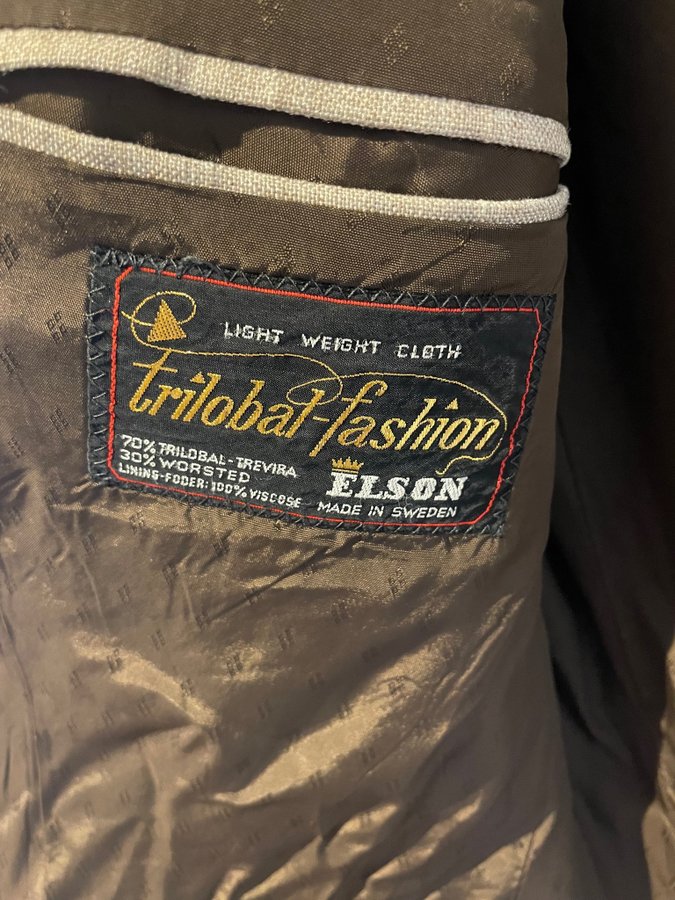 LIGHT WEIGHT CLOTH
trilobal-fashion
70% TRILOBAL-TREVIRA
30% WORSTED
LINING-FODER: 100% VISCOSE
ELSON
MADE IN SWEDEN